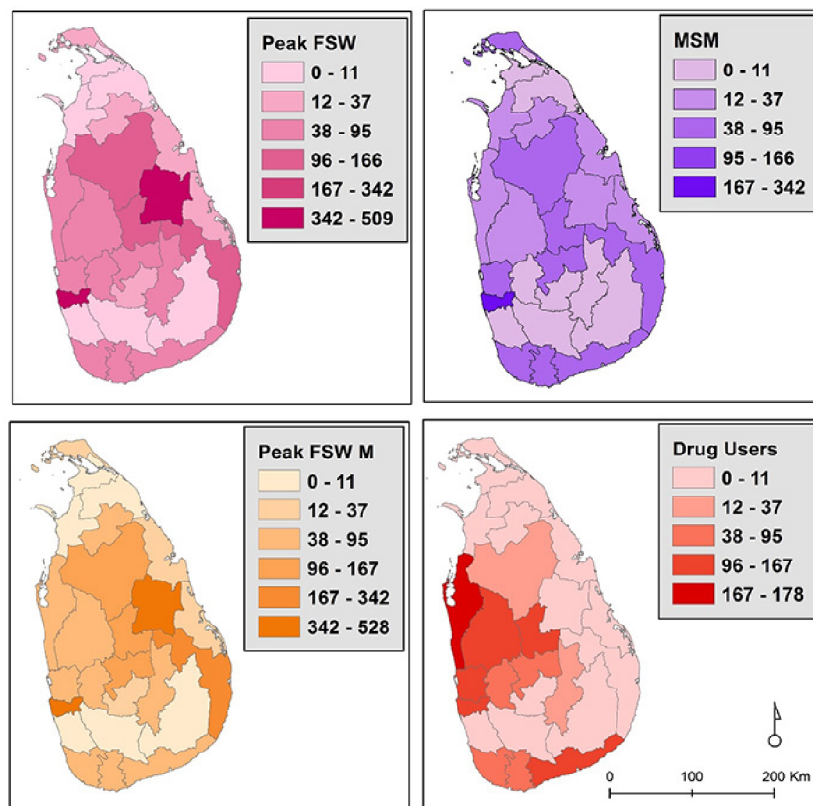 Peak FSW
0 - 11
12 - 37
38 - 95
96 - 166
167 - 342
342 - 509
MSM
0 - 11
12 - 37
38 - 95
95 - 166
167 - 342
Peak FSW M
0 - 11
12 - 37
38 - 95
96 - 167
167 - 342
342 - 528
Drug Users
0 - 11
12 - 37
38 - 95
96 - 167
167 - 178
0 100 200 Km